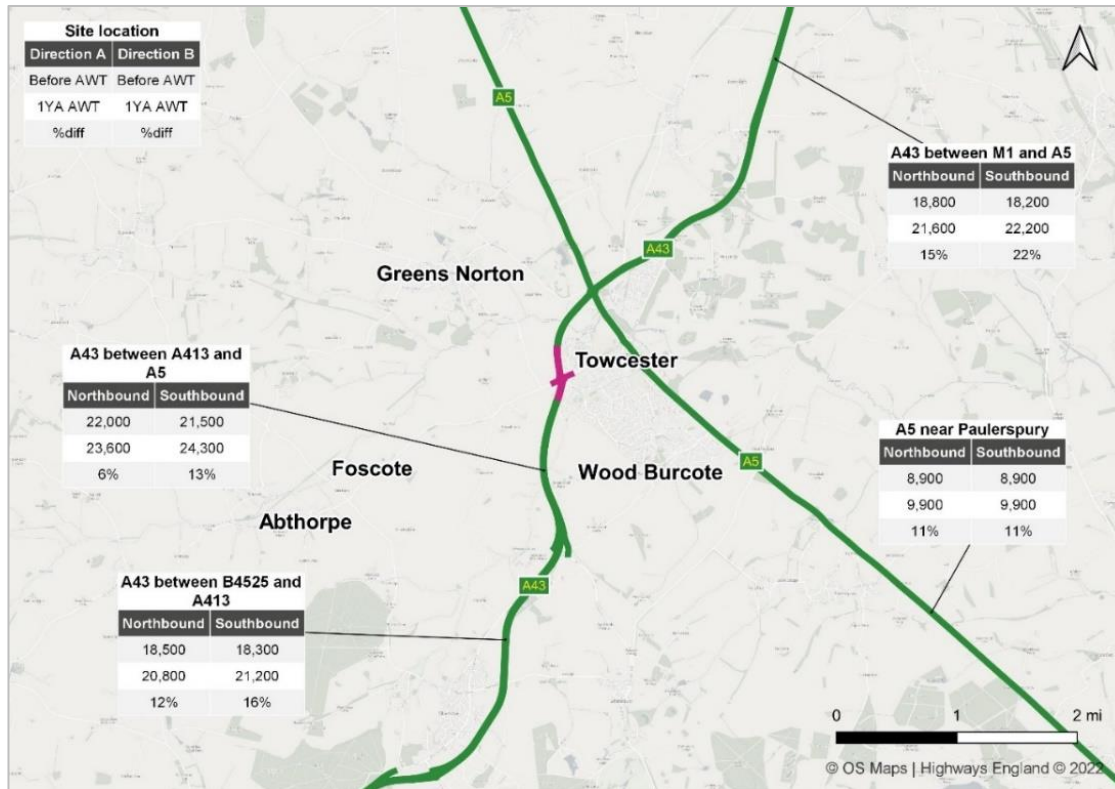 Site location
Direction A Direction B
Before AWT Before AWT
1YA AWT 1YA AWT
%diff %diff
A5
A43 between M1 and A5
Northbound Southbound
18,800 18,200
21,600 22,200
15% 22%
A43
Greens Norton
A43 between A413 and
A5
Northbound Southbound
22,000 21,500
23,600 24,300
6% 13%
Towcester
A5 near Paulerspury
Northbound Southbound
8,900 8,900
9,900 9,900
11% 11%
Foscote
Wood Burcote
A5
Abthorpe
A43 between B4525 and
A413
Northbound Southbound
18,500 18,300
20,800 21,200
12% 16%
A43
0 1 2 mi
© OS Maps | Highways England © 2022